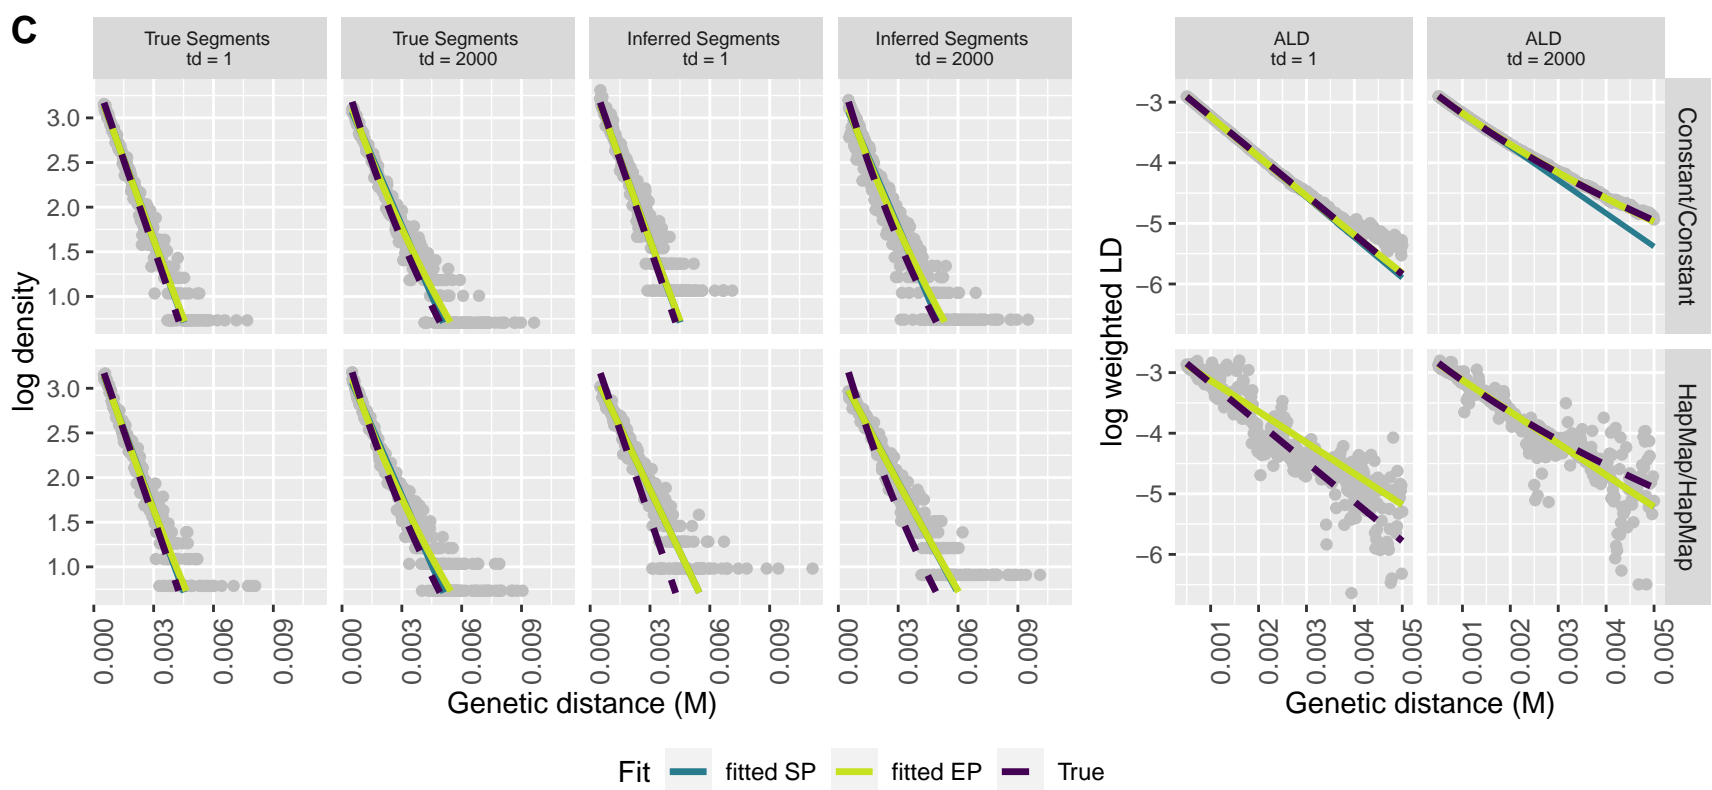 C
True Segments
td = 1
True Segments
td = 2000
Inferred Segments
td = 1
Inferred Segments
td = 2000
ALD
td = 1
ALD
td = 2000
log density
3.0
2.5
2.0
1.5
1.0
3.0
2.5
2.0
1.5
1.0
0.000
0.003
0.006
0.009
0.000
0.003
0.006
0.009
0.000
0.003
0.006
0.009
0.000
0.003
0.006
0.009
Genetic distance (M)
log weighted LD
−3
−4
−5
−6
−3
−4
−5
−6
Constant/Constant
HapMap/HapMap
0.001
0.002
0.003
0.004
0.005
0.001
0.002
0.003
0.004
0.005
Genetic distance (M)
Fit fitted SP fitted EP True